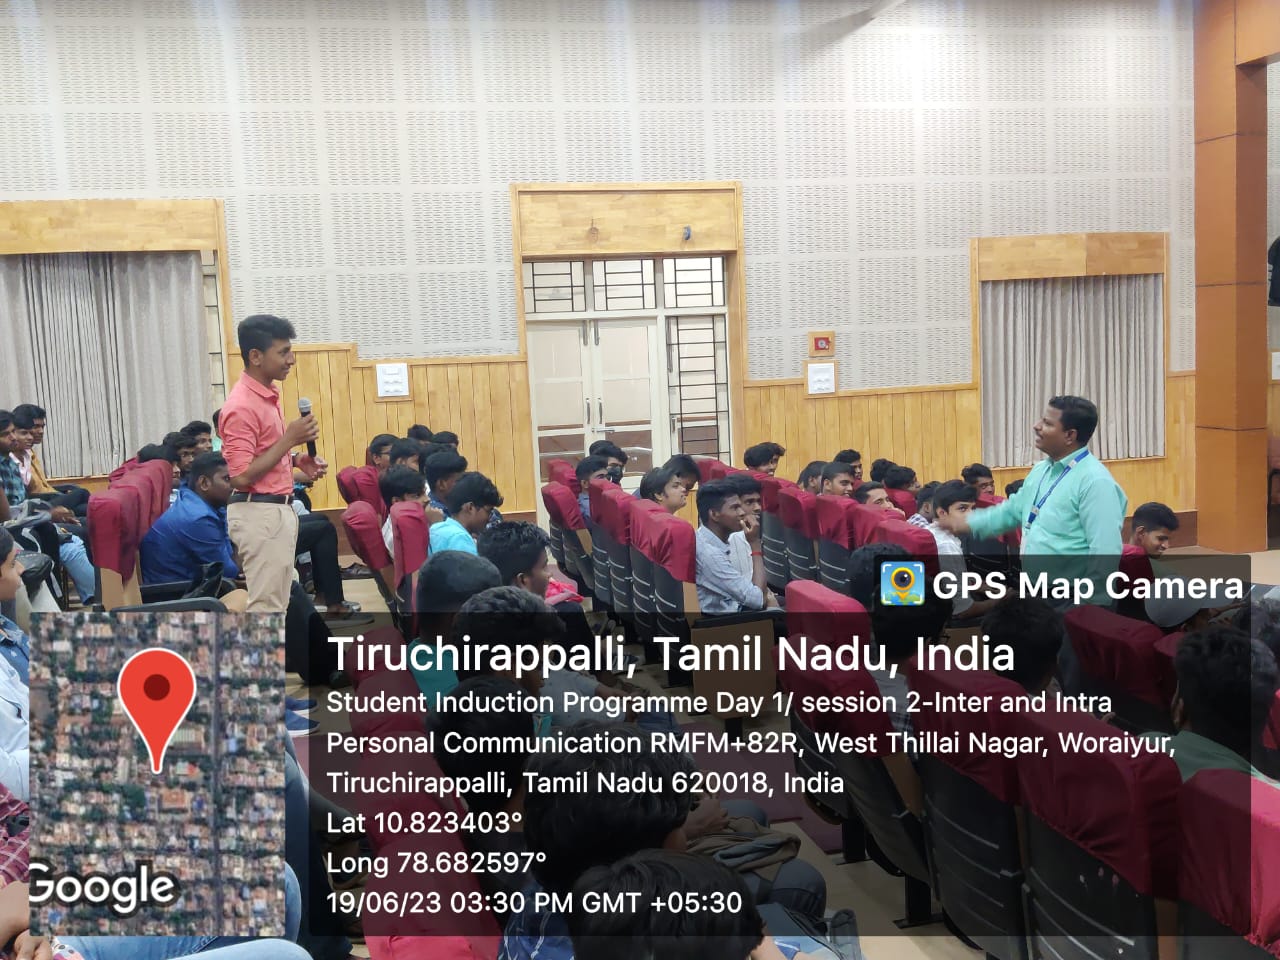 GPS Map Camera
Tiruchirappalli, Tamil Nadu, India
Student Induction Programme Day 1/ session 2-Inter and Intra
Personal Communication RMFM+82R, West Thillai Nagar, Woraiyur,
Tiruchirappalli, Tamil Nadu 620018, India
Lat 10.823403°
Long 78.682597°
19/06/23 03:30 PM GMT +05:30
Google